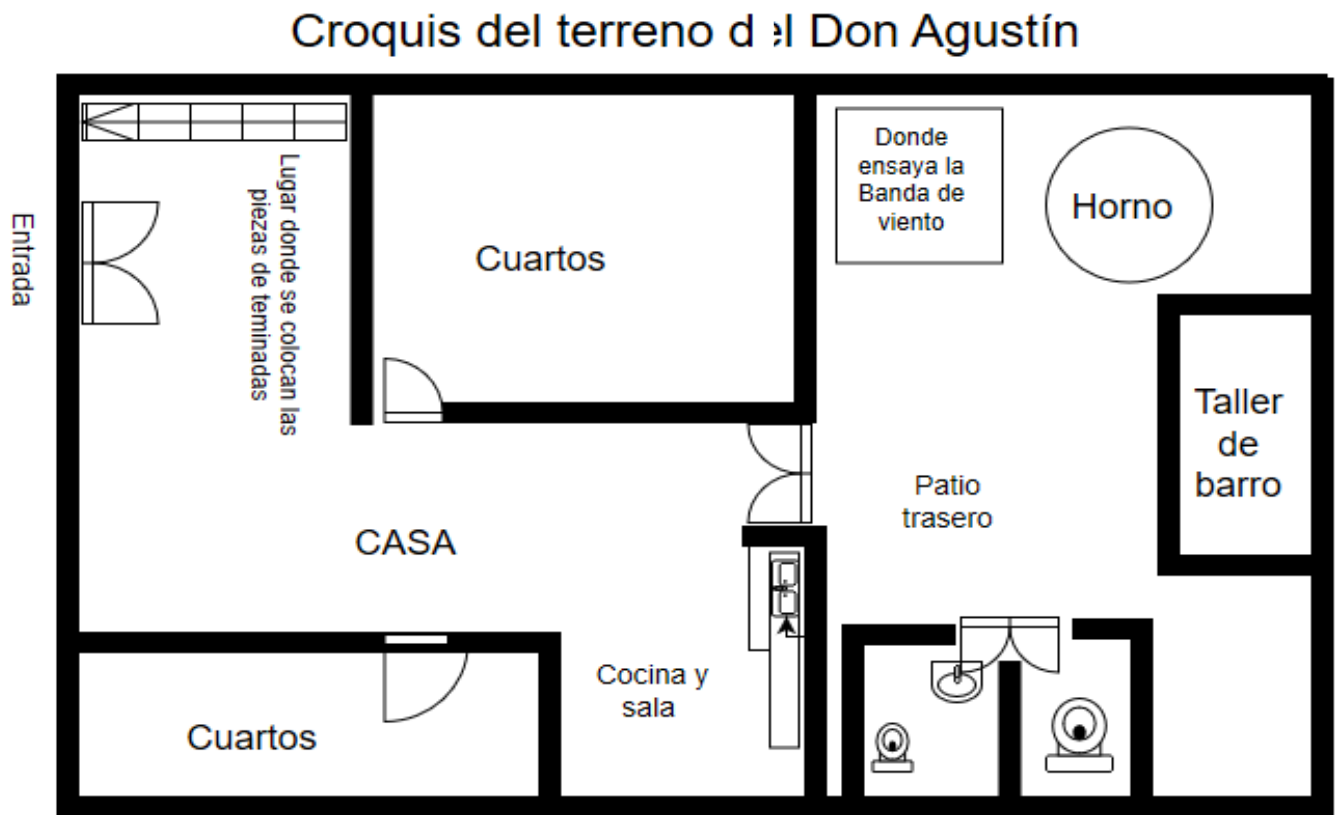 Croquis del terreno d el Don Agustín
Entrada
Lugar donde se colocan las
piezas de teminadas
Cuartos
Donde
ensaya la
Banda de
viento
Horno
Taller
de
barro
Patio
trasero
CASA
Cocina y
sala
Cuartos